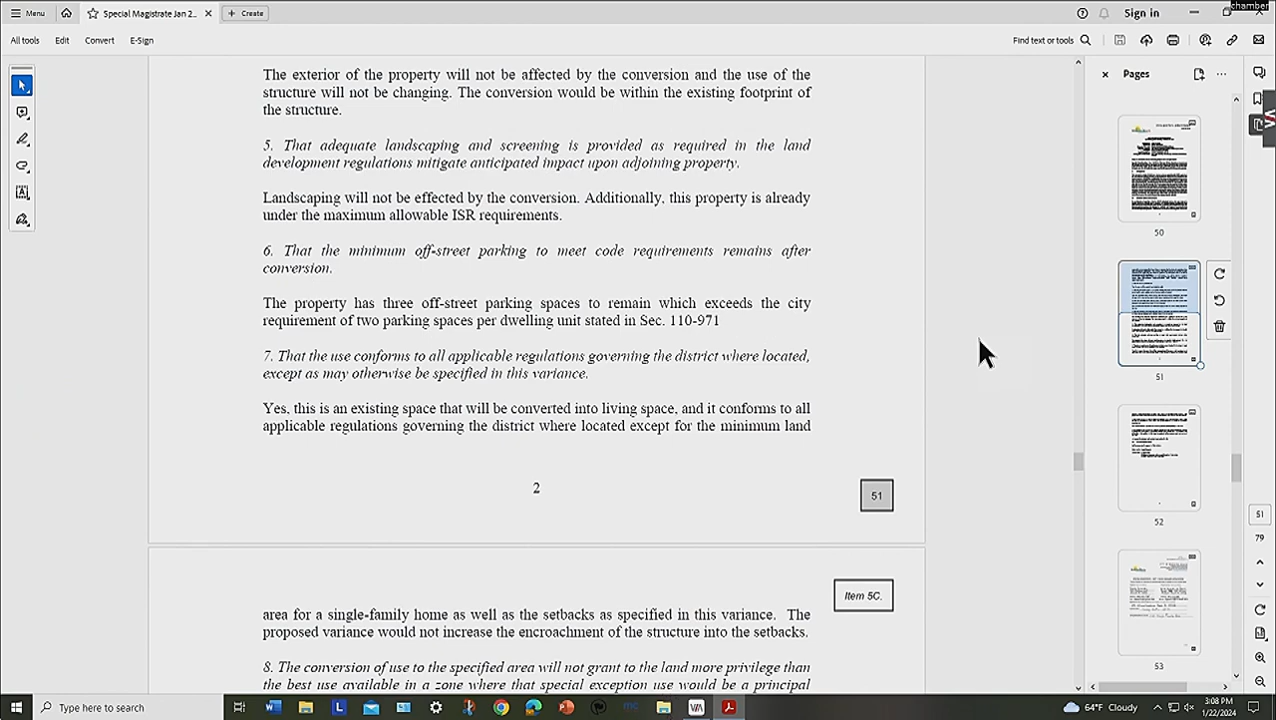 chamber
Menu
Special Magistrate Jan 2...
Create
Sign in
All tools Edit Convert E-Sign
Find text or tools
The exterior of the property will not be affected by the conversion and the use of the
structure will not be changing. The conversion would be within the existing footprint of
the structure.
5. That adequate landscaping and screening is provided as required in the land
development regulations minimize anticipated impact upon adjoining property.
Landscaping will not be effected by the conversion. Additionally, this property is already
under the maximum allowable ISR requirements.
6. That the minimum off-street parking to meet code requirements remains after
conversion.
The property has three off-street parking spaces to remain which exceeds the city
requirement of two parking spaces per dwelling unit stated in Sec. 110-971
7. That the use conforms to all applicable regulations governing the district where located,
except as may otherwise be specified in this variance.
Yes, this is an existing space that will be converted into living space, and it conforms to all
applicable regulations governing the district where located except for the minimum land
2
51
Item 5C.
area for a single-family home as well as the setbacks as specified in the variance. The
proposed variance would not increase the encroachment of the structure into the setbacks.
8. The conversion of use to the specified area will not grant to the land more privilege than
the best use available in a zone where that special exception use would be a principal
Pages
50
51
52
53
51
79
Type here to search
64°F Cloudy
3:08 PM
1/22/2024